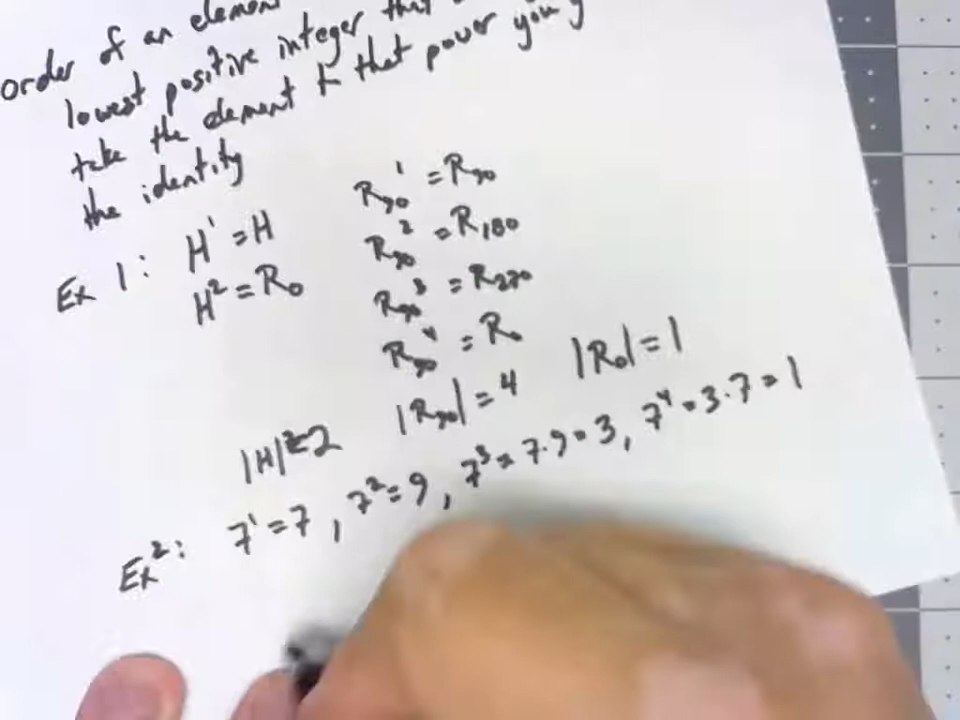 order of an element
lowest positive integer that
take the element to that power you
the identity
Ex 1: H¹ = H
H² = R₀
R₉₀¹ = R₉₀
R₉₀² = R₁₈₀
R₉₀³ = R₂₇₀
R₉₀⁴ = R₀
|H| = 2 |R₉₀| = 4 |R₀| = 1
Ex 2: 7¹ = 7, 7² = 9, 7³ = 7·9 = 3, 7⁴ = 3·7 = 1